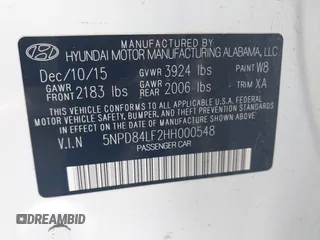 MANUFACTURED BY
HYUNDAI MOTOR MANUFACTURING ALABAMA, LLC.
Dec/10/15 GVWR 3924 lbs PAINT W8
GAWR FRONT 2183 lbs GAWR REAR 2006 lbs TRIM XA
THIS VEHICLE CONFORMS TO ALL APPLICABLE
FEDERAL MOTOR VEHICLE SAFETY, BUMPER, AND
THEFT PREVENTION STANDARDS IN EFFECT ON
THE DATE OF MANUFACTURE SHOWN ABOVE.
V.I.N 5NPD84LF2HH000548
PASSENGER CAR
DREAMBID